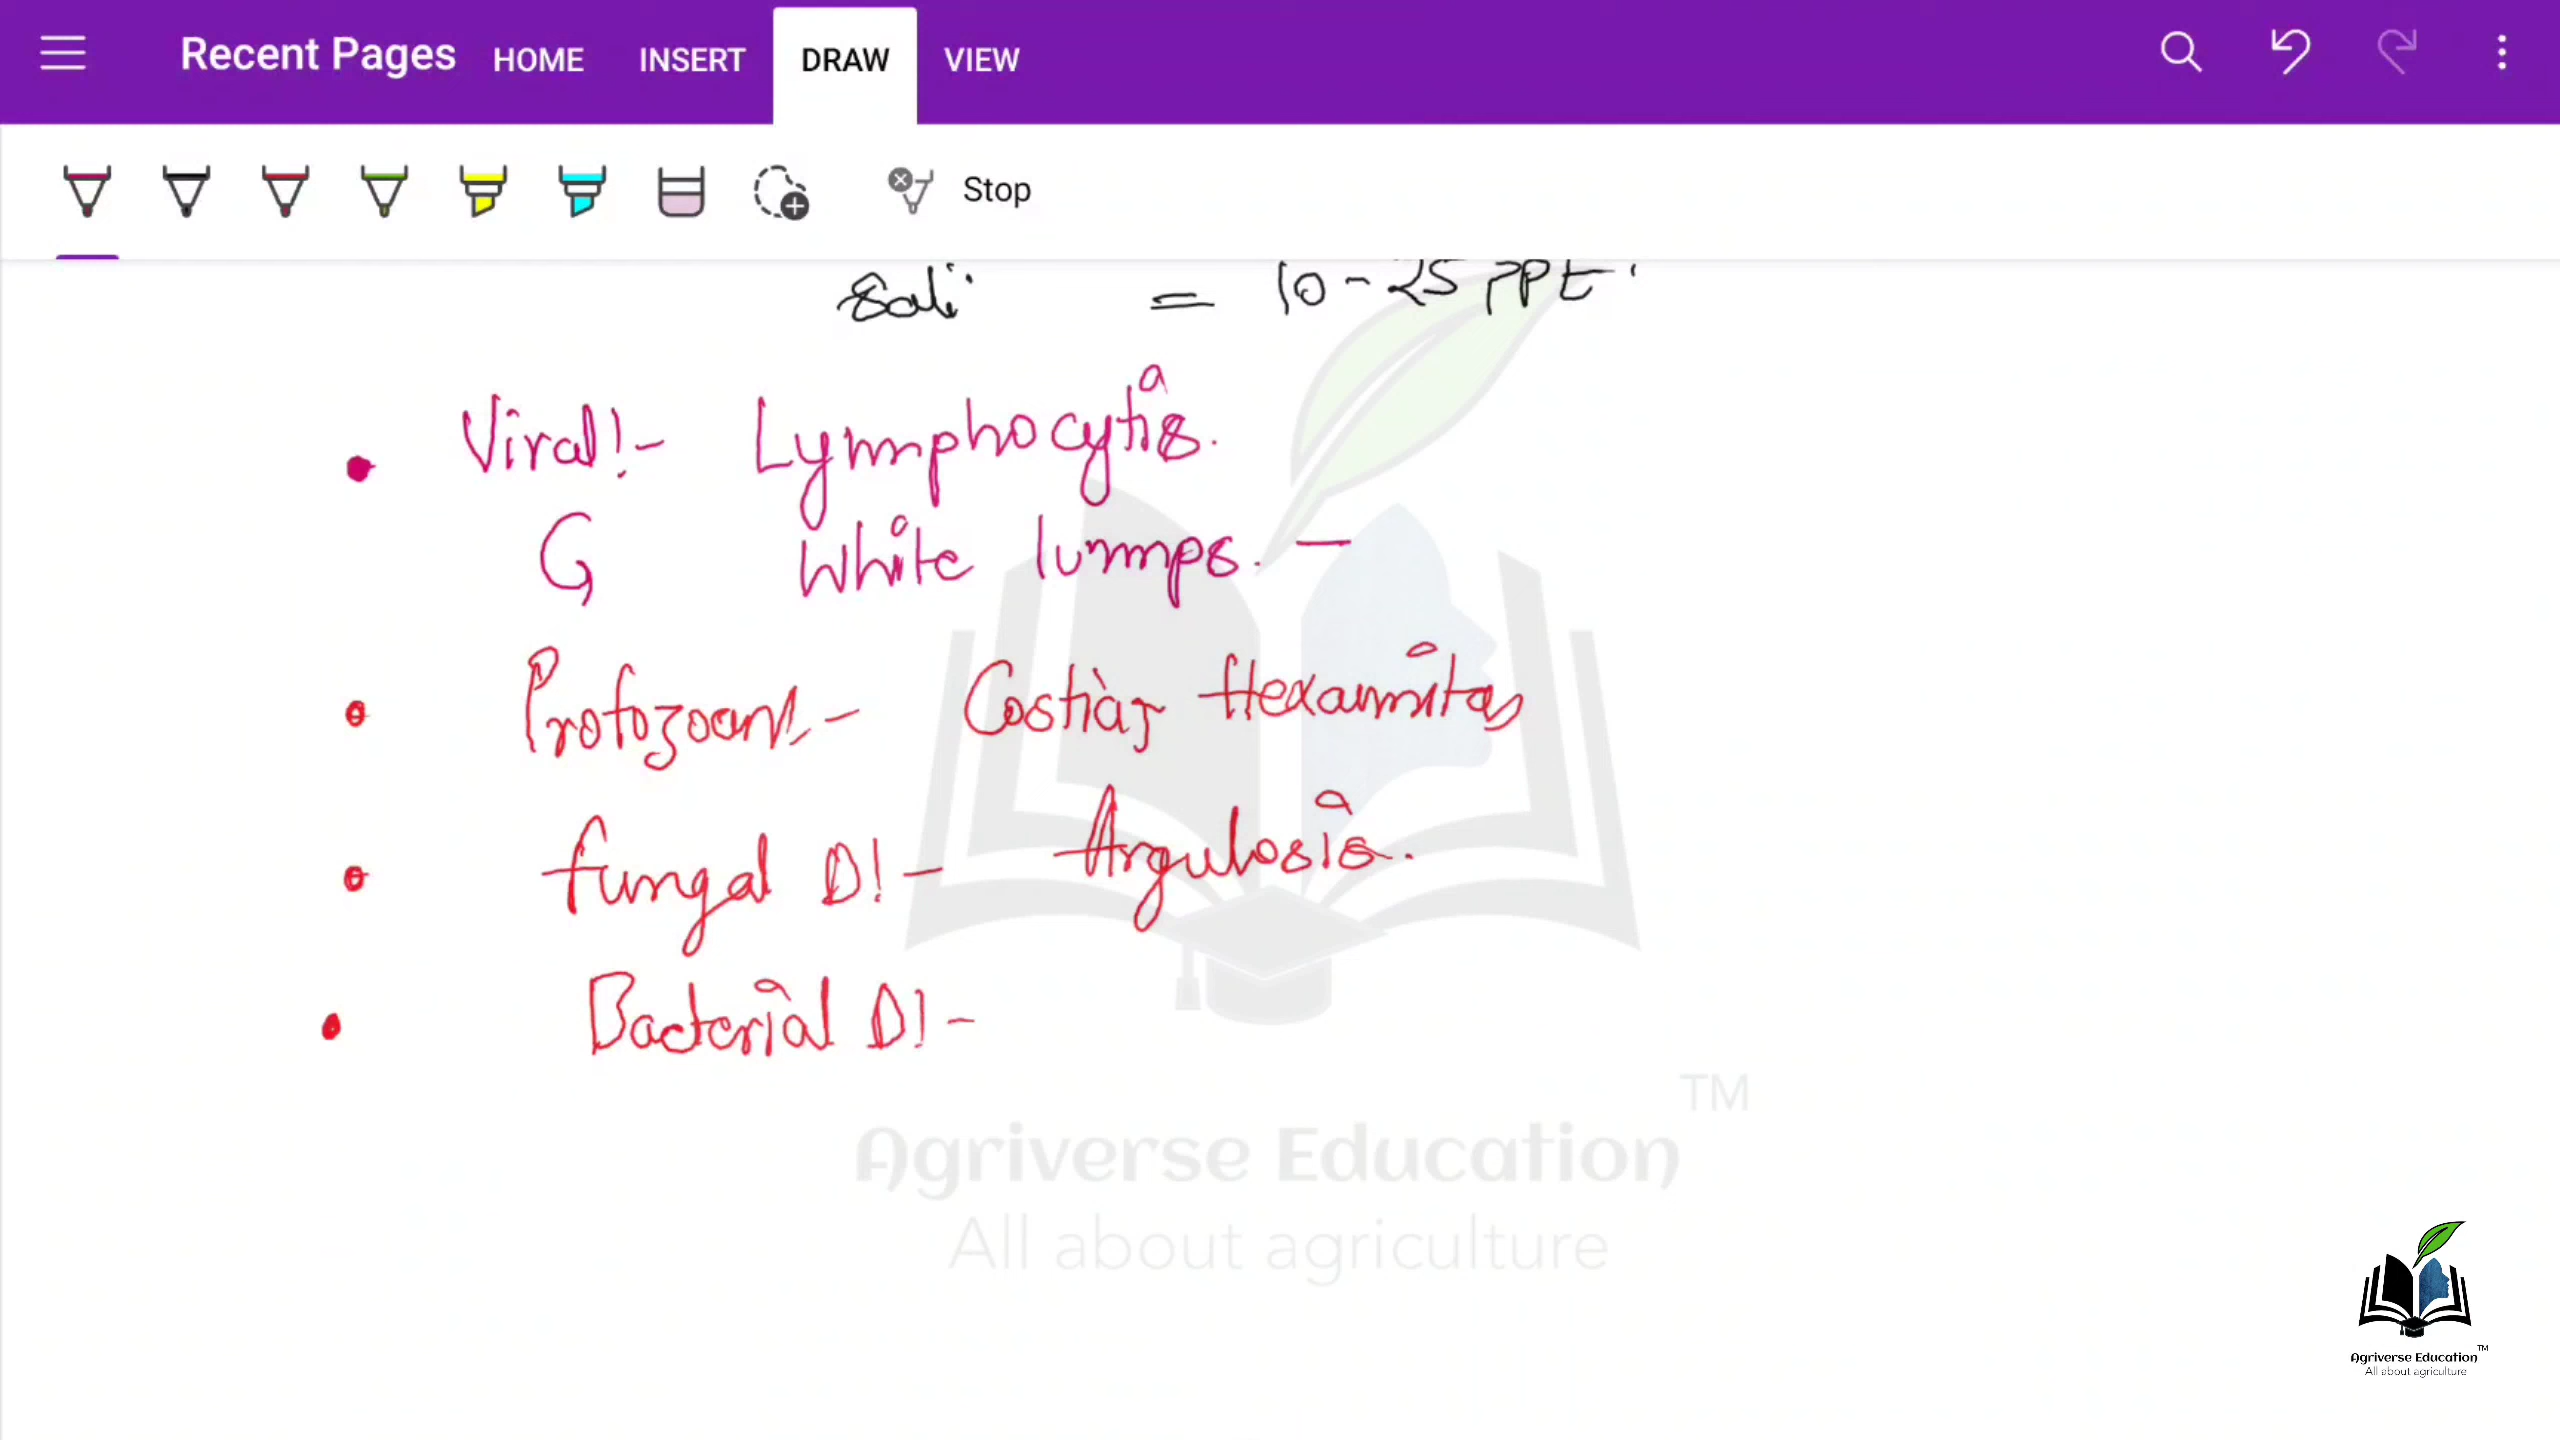 Recent Pages HOME INSERT DRAW VIEW
Stop
Sali = 10-25 ppt.
Viral:- Lymphocytis.
White lumps. -
Protozoan:- Costia, Hexamita,
Fungal D:- Argulosis.
Bacterial D:-
TM
Agriverse Education
All about agriculture
TM
Agriverse Education
All about agriculture